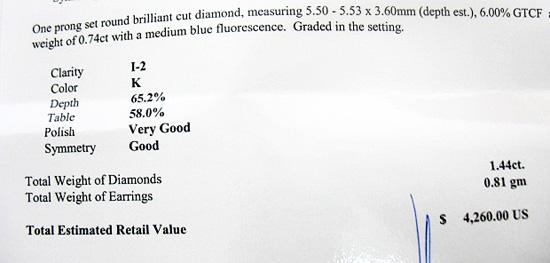 One prong set round brilliant cut diamond, measuring 5.50 - 5.53 x 3.60mm (depth est.), 6.00% GTCF
weight of 0.74ct with a medium blue fluorescence. Graded in the setting.
Clarity I-2
Color K
Depth 65.2%
Table 58.0%
Polish Very Good
Symmetry Good
Total Weight of Diamonds 1.44ct.
Total Weight of Earrings 0.81 gm
Total Estimated Retail Value $ 4,260.00 US